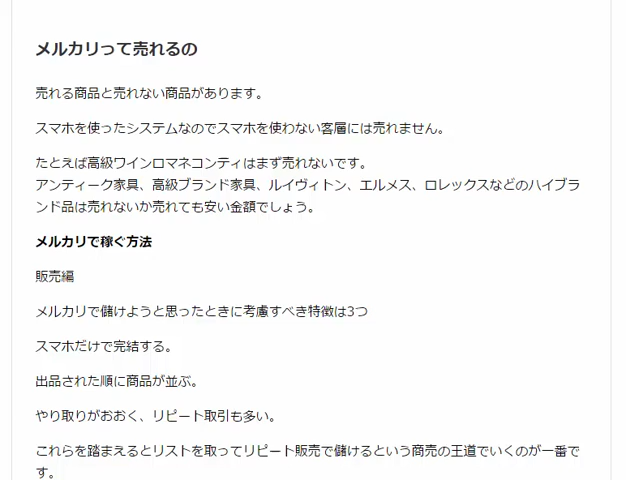 メルカリって売れるの
売れる商品と売れない商品があります。
スマホを使ったシステムなのでスマホを使わない客層には売れません。
たとえば高級ワインロマネコンティはまず売れないです。
アンティーク家具、高級ブランド家具、ルイヴィトン、エルメス、ロレックスなどのハイブラ
ンド品は売れないか売れても安い金額でしょう。
メルカリで稼ぐ方法
販売編
メルカリで儲けようと思ったときに考慮すべき特徴は3つ
スマホだけで完結する。
出品された順に商品が並ぶ。
やり取りがおおく、リピート取引も多い。
これらを踏まえるとリストを取ってリピート販売で儲けるという商売の王道でいくのが一番で
す。